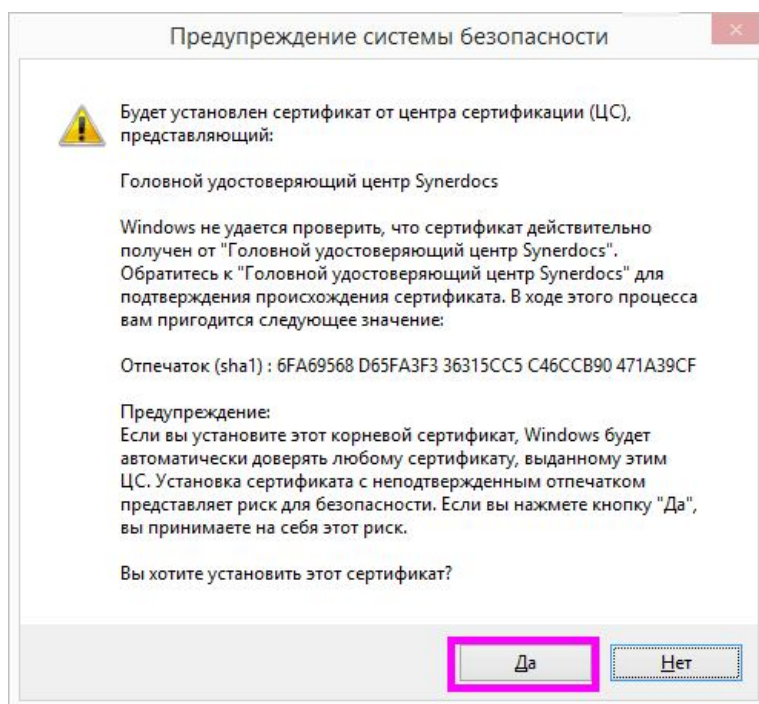 Предупреждение системы безопасности
Будет установлен сертификат от центра сертификации (ЦС),
представляющий:
Головной удостоверяющий центр Synerdocs
Windows не удается проверить, что сертификат действительно
получен от "Головной удостоверяющий центр Synerdocs".
Обратитесь к "Головной удостоверяющий центр Synerdocs" для
подтверждения происхождения сертификата. В ходе этого процесса
вам пригодится следующее значение:
Отпечаток (sha1) : 6FA69568 D65FA3F3 36315CC5 C46CCB90 471A39CF
Предупреждение:
Если вы установите этот корневой сертификат, Windows будет
автоматически доверять любому сертификату, выданному этим
ЦС. Установка сертификата с неподтвержденным отпечатком
представляет риск для безопасности. Если вы нажмете кнопку "Да",
вы принимаете на себя этот риск.
Вы хотите установить этот сертификат?
Да Нет